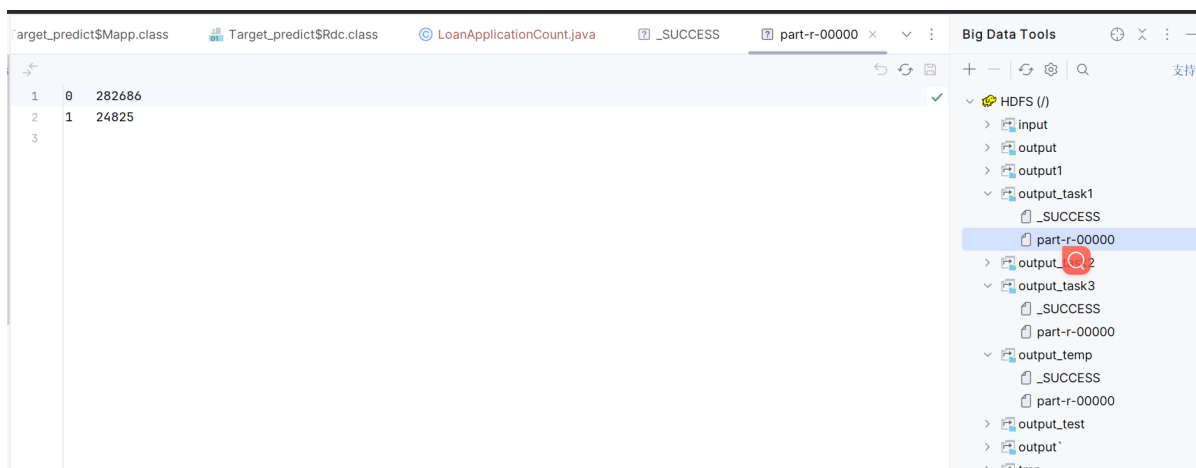 arget_predict$Mapp.class Target_predict$Rdc.class LoanApplicationCount.java _SUCCESS part-r-00000
1 0 282686
2 1 24825
3
Big Data Tools
支持
HDFS (/)
input
output
output1
output_task1
_SUCCESS
part-r-00000
output_task2
output_task3
_SUCCESS
part-r-00000
output_temp
_SUCCESS
part-r-00000
output_test
output`